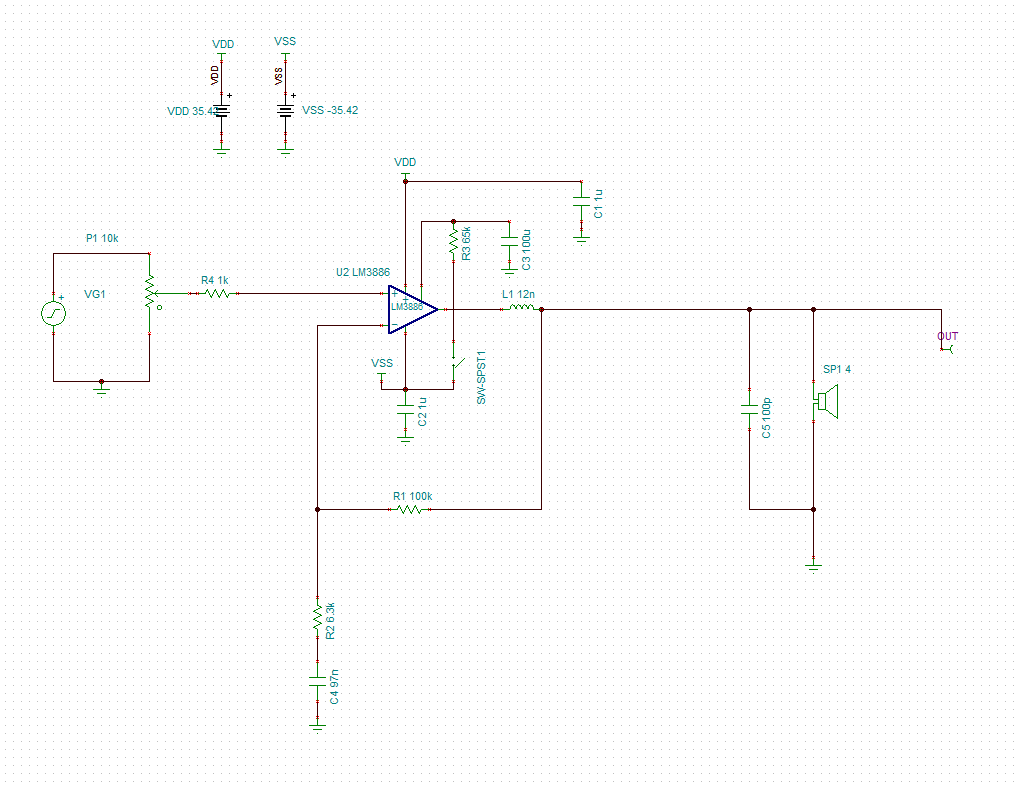 VDD
VSS
VDD
VSS
+
+
VDD 35.42
VSS -35.42
VDD
C1 1u
P1 10k
R3 65k
C3 100u
U2 LM3886
R4 1k
VG1
+
+
+
LM3886
-
L1 12n
OUT
VSS
SW-SPST1
SP1 4
C2 1u
C5 100p
R1 100k
R2 6.3k
C4 97n